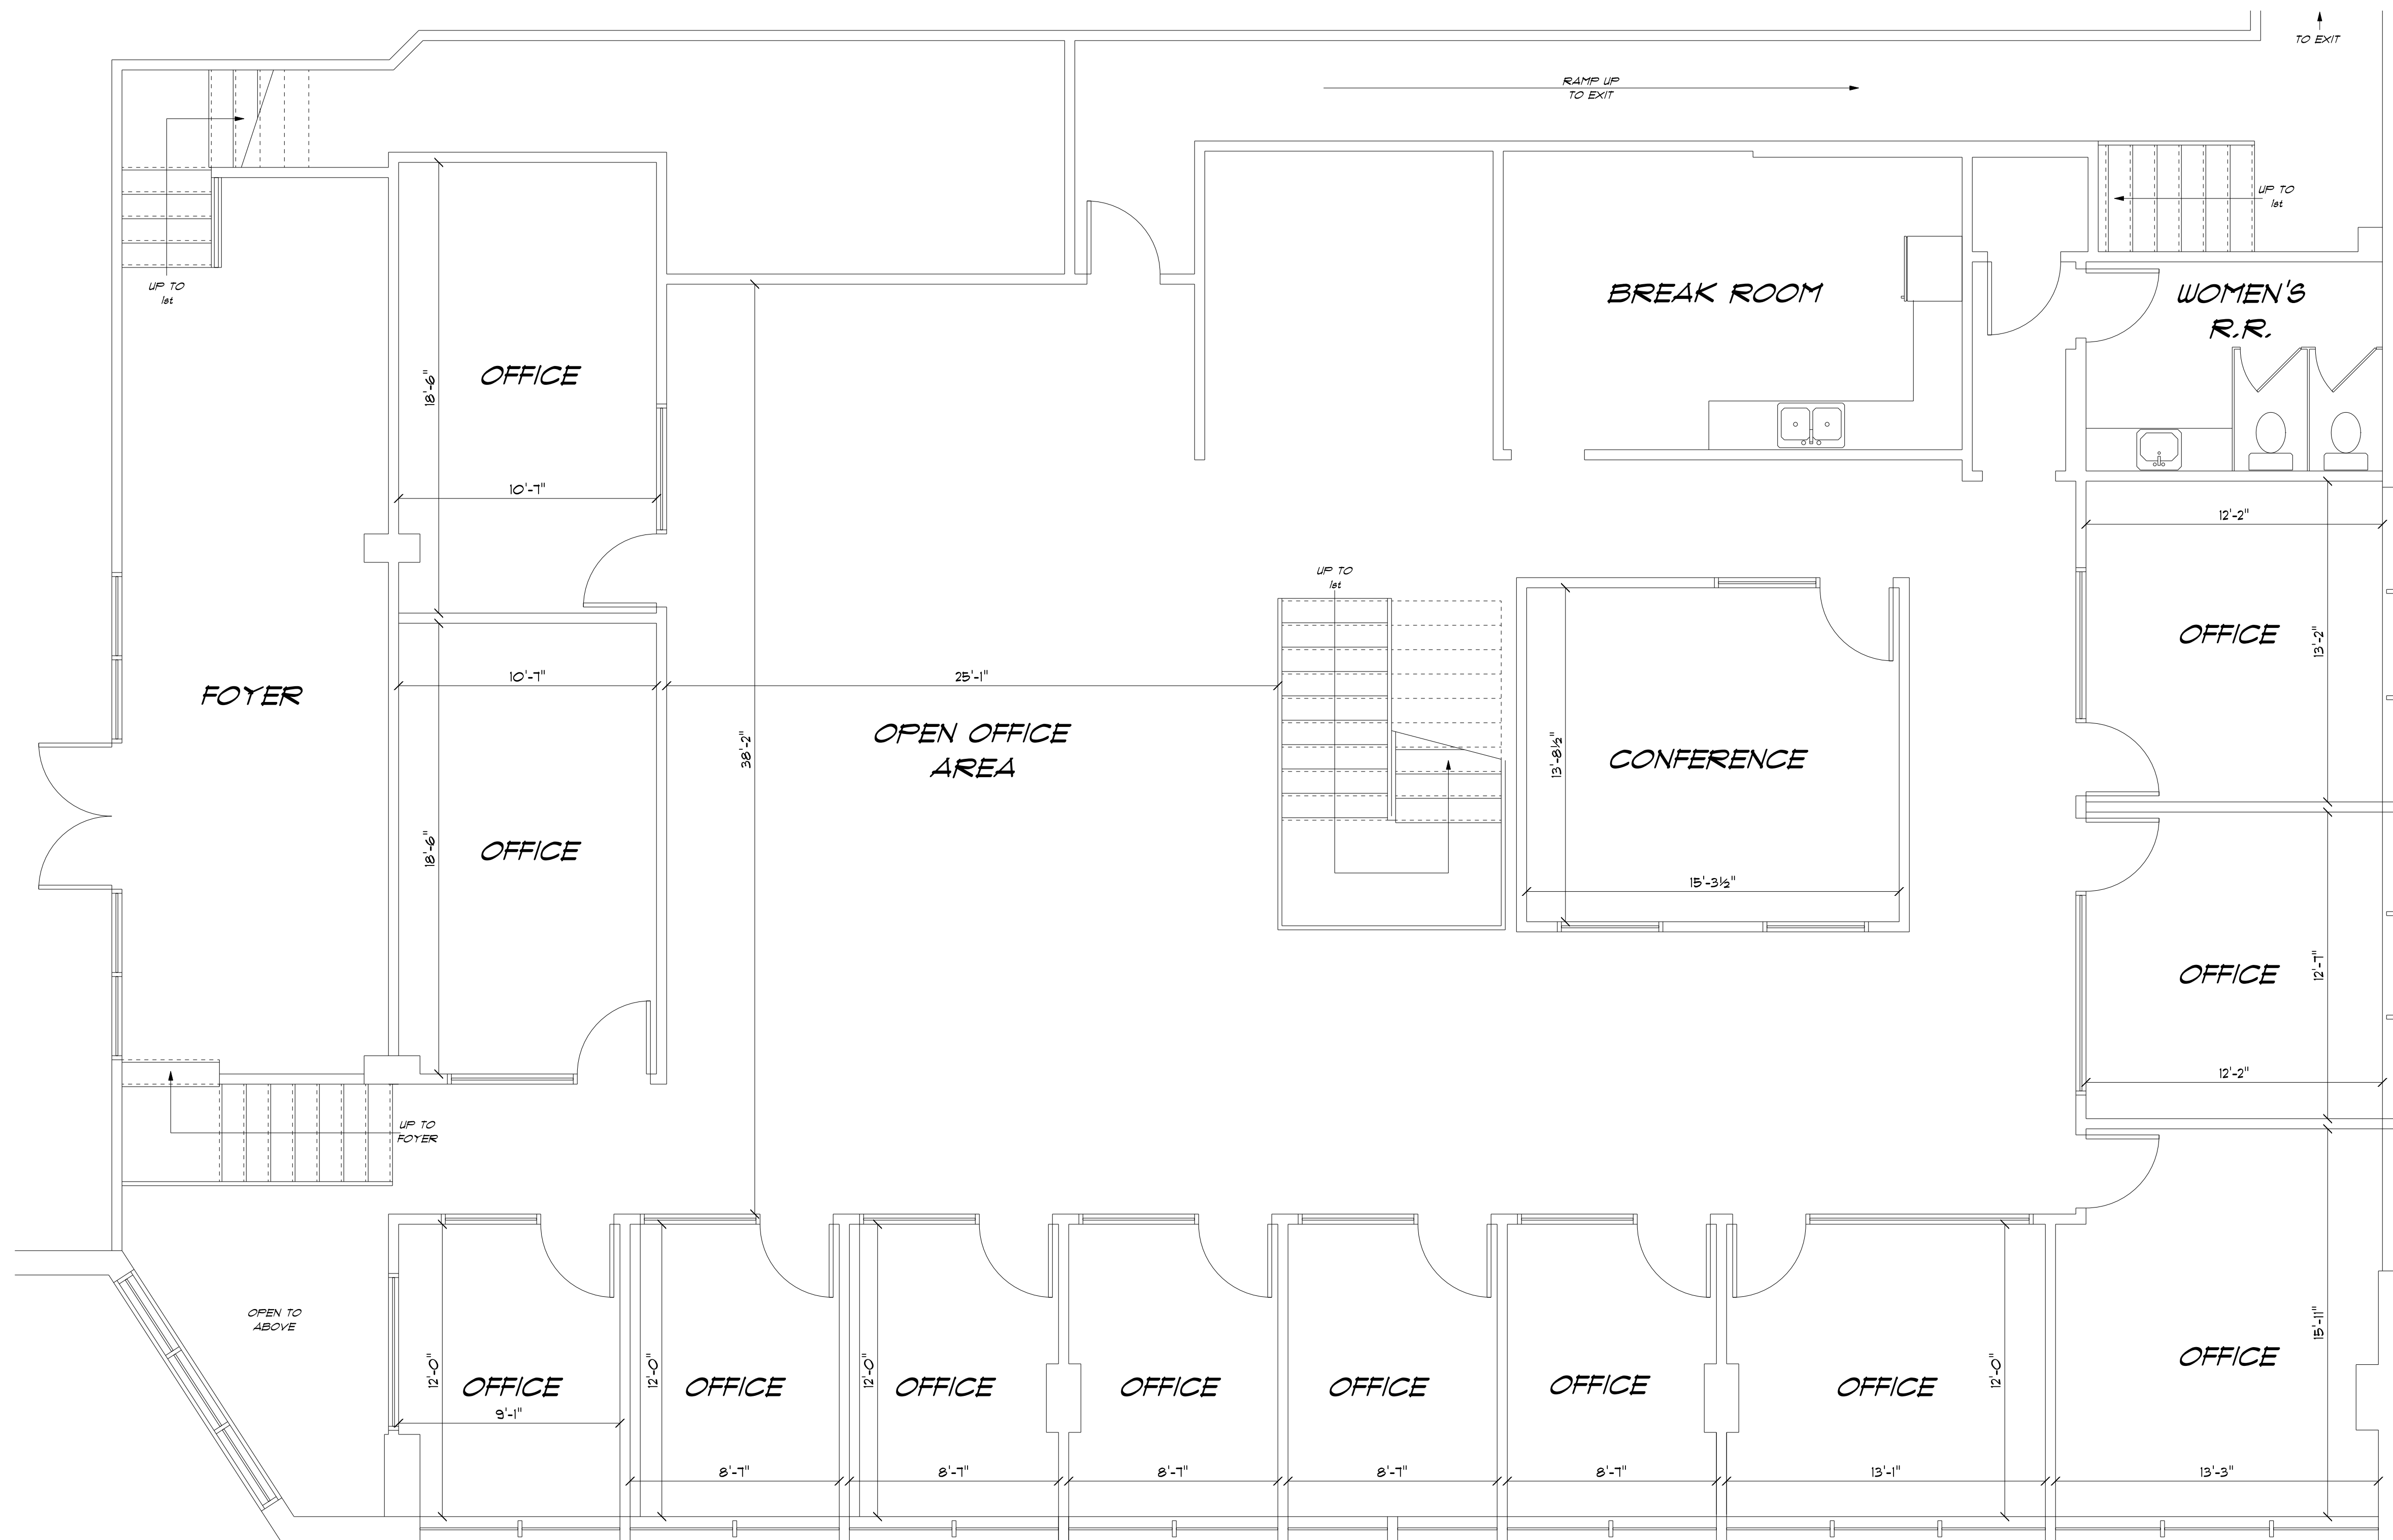 TO EXIT
RAMP UP
TO EXIT
UP TO
1st
UP TO
1st
BREAK ROOM
WOMEN'S
R.R.
OFFICE
18'-6"
10'-7"
12'-2"
UP TO
1st
OFFICE
13'-2"
FOYER
10'-7"
25'-1"
OPEN OFFICE
AREA
38'-2"
13'-8½"
CONFERENCE
OFFICE
18'-6"
15'-3½"
OFFICE
12'-7"
12'-2"
UP TO
FOYER
OPEN TO
ABOVE
12'-0"
OFFICE
9'-1"
12'-0"
OFFICE
8'-7"
12'-0"
OFFICE
8'-7"
OFFICE
8'-7"
OFFICE
8'-7"
OFFICE
8'-7"
OFFICE
12'-0"
13'-1"
OFFICE
15'-11"
13'-3"